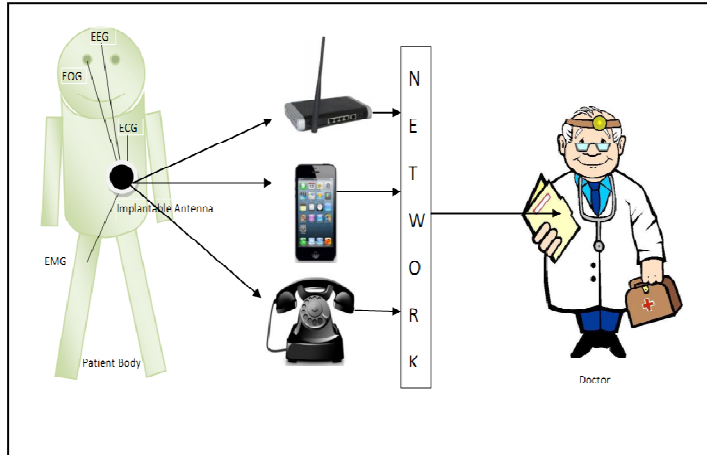 EEG
EOG
ECG
Implantable Antenna
EMG
Patient Body
N
E
T
W
O
R
K
Doctor